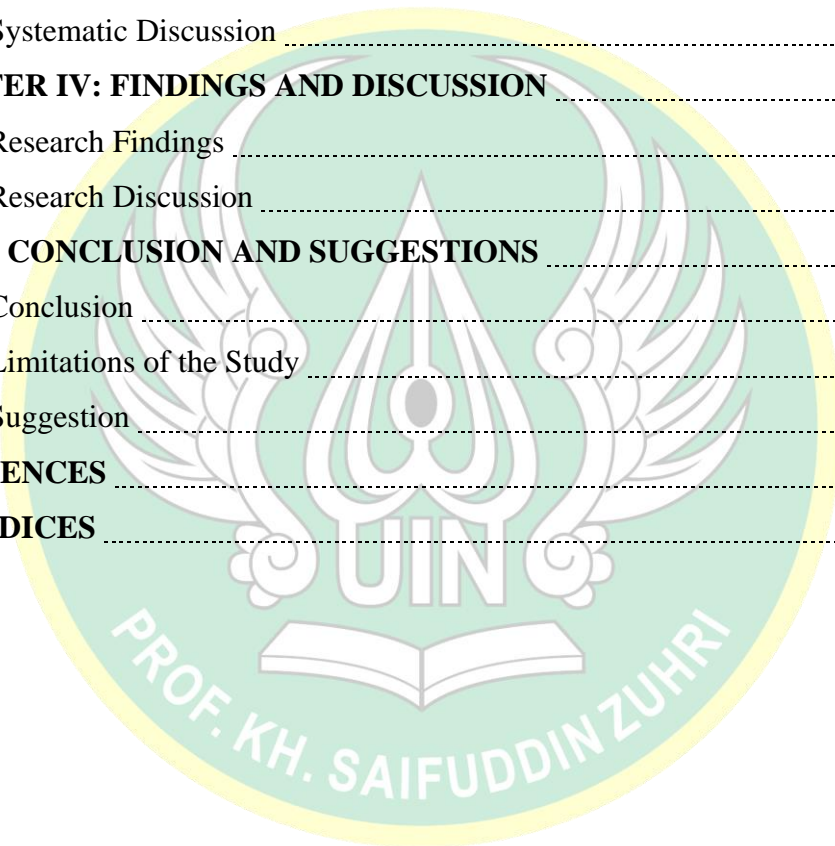 Systematic Discussion
TER IV: FINDINGS AND DISCUSSION
Research Findings
Research Discussion
CONCLUSION AND SUGGESTIONS
Conclusion
Limitations of the Study
Suggestion
ENCES
DICES
UIN
PROF. KH. SAIFUDDIN ZUHRI